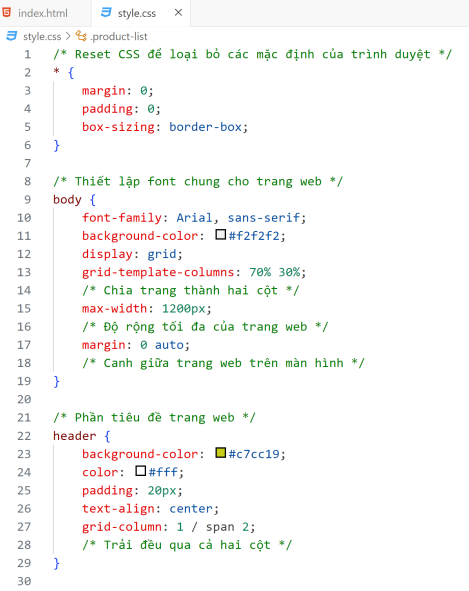 index.html style.css ×
style.css > .product-list
1 /* Reset CSS để loại bỏ các mặc định của trình duyệt */
2 * {
3 margin: 0;
4 padding: 0;
5 box-sizing: border-box;
6 }
7
8 /* Thiết lập font chung cho trang web */
9 body {
10 font-family: Arial, sans-serif;
11 background-color: #f2f2f2;
12 display: grid;
13 grid-template-columns: 70% 30%;
14 /* Chia trang thành hai cột */
15 max-width: 1200px;
16 /* Độ rộng tối đa của trang web */
17 margin: 0 auto;
18 /* Canh giữa trang web trên màn hình */
19 }
20
21 /* Phần tiêu đề trang web */
22 header {
23 background-color: #c7cc19;
24 color: #fff;
25 padding: 20px;
26 text-align: center;
27 grid-column: 1 / span 2;
28 /* Trải đều qua cả hai cột */
29 }
30